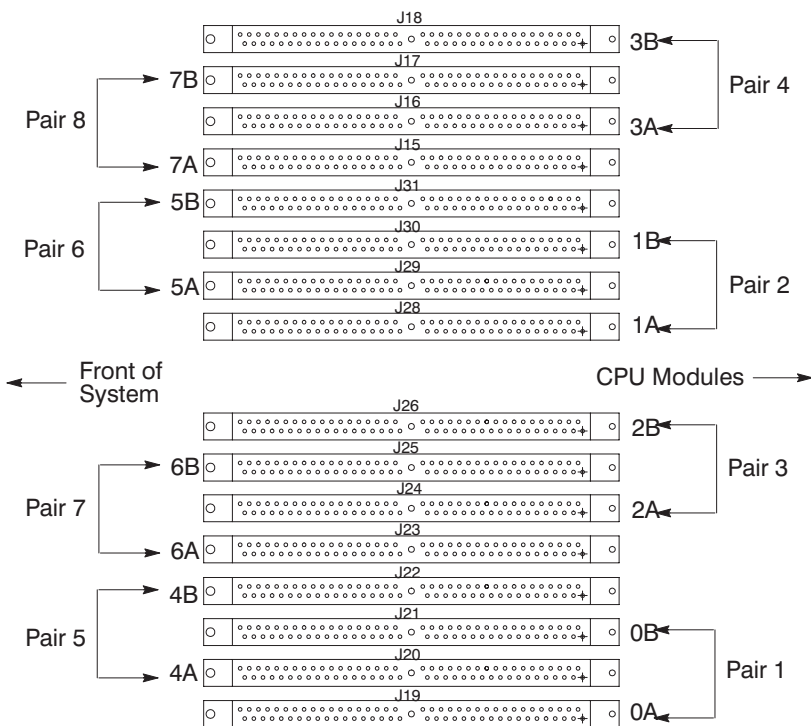 J18
3B
J17
7B
Pair 4
J16
Pair 8
3A
J15
7A
J31
5B
J30
1B
Pair 6
J29
5A
Pair 2
J28
1A
Front of
System
CPU Modules
J26
2B
J25
6B
Pair 3
J24
Pair 7
2A
J23
6A
J22
4B
J21
0B
Pair 5
J20
4A
Pair 1
J19
0A